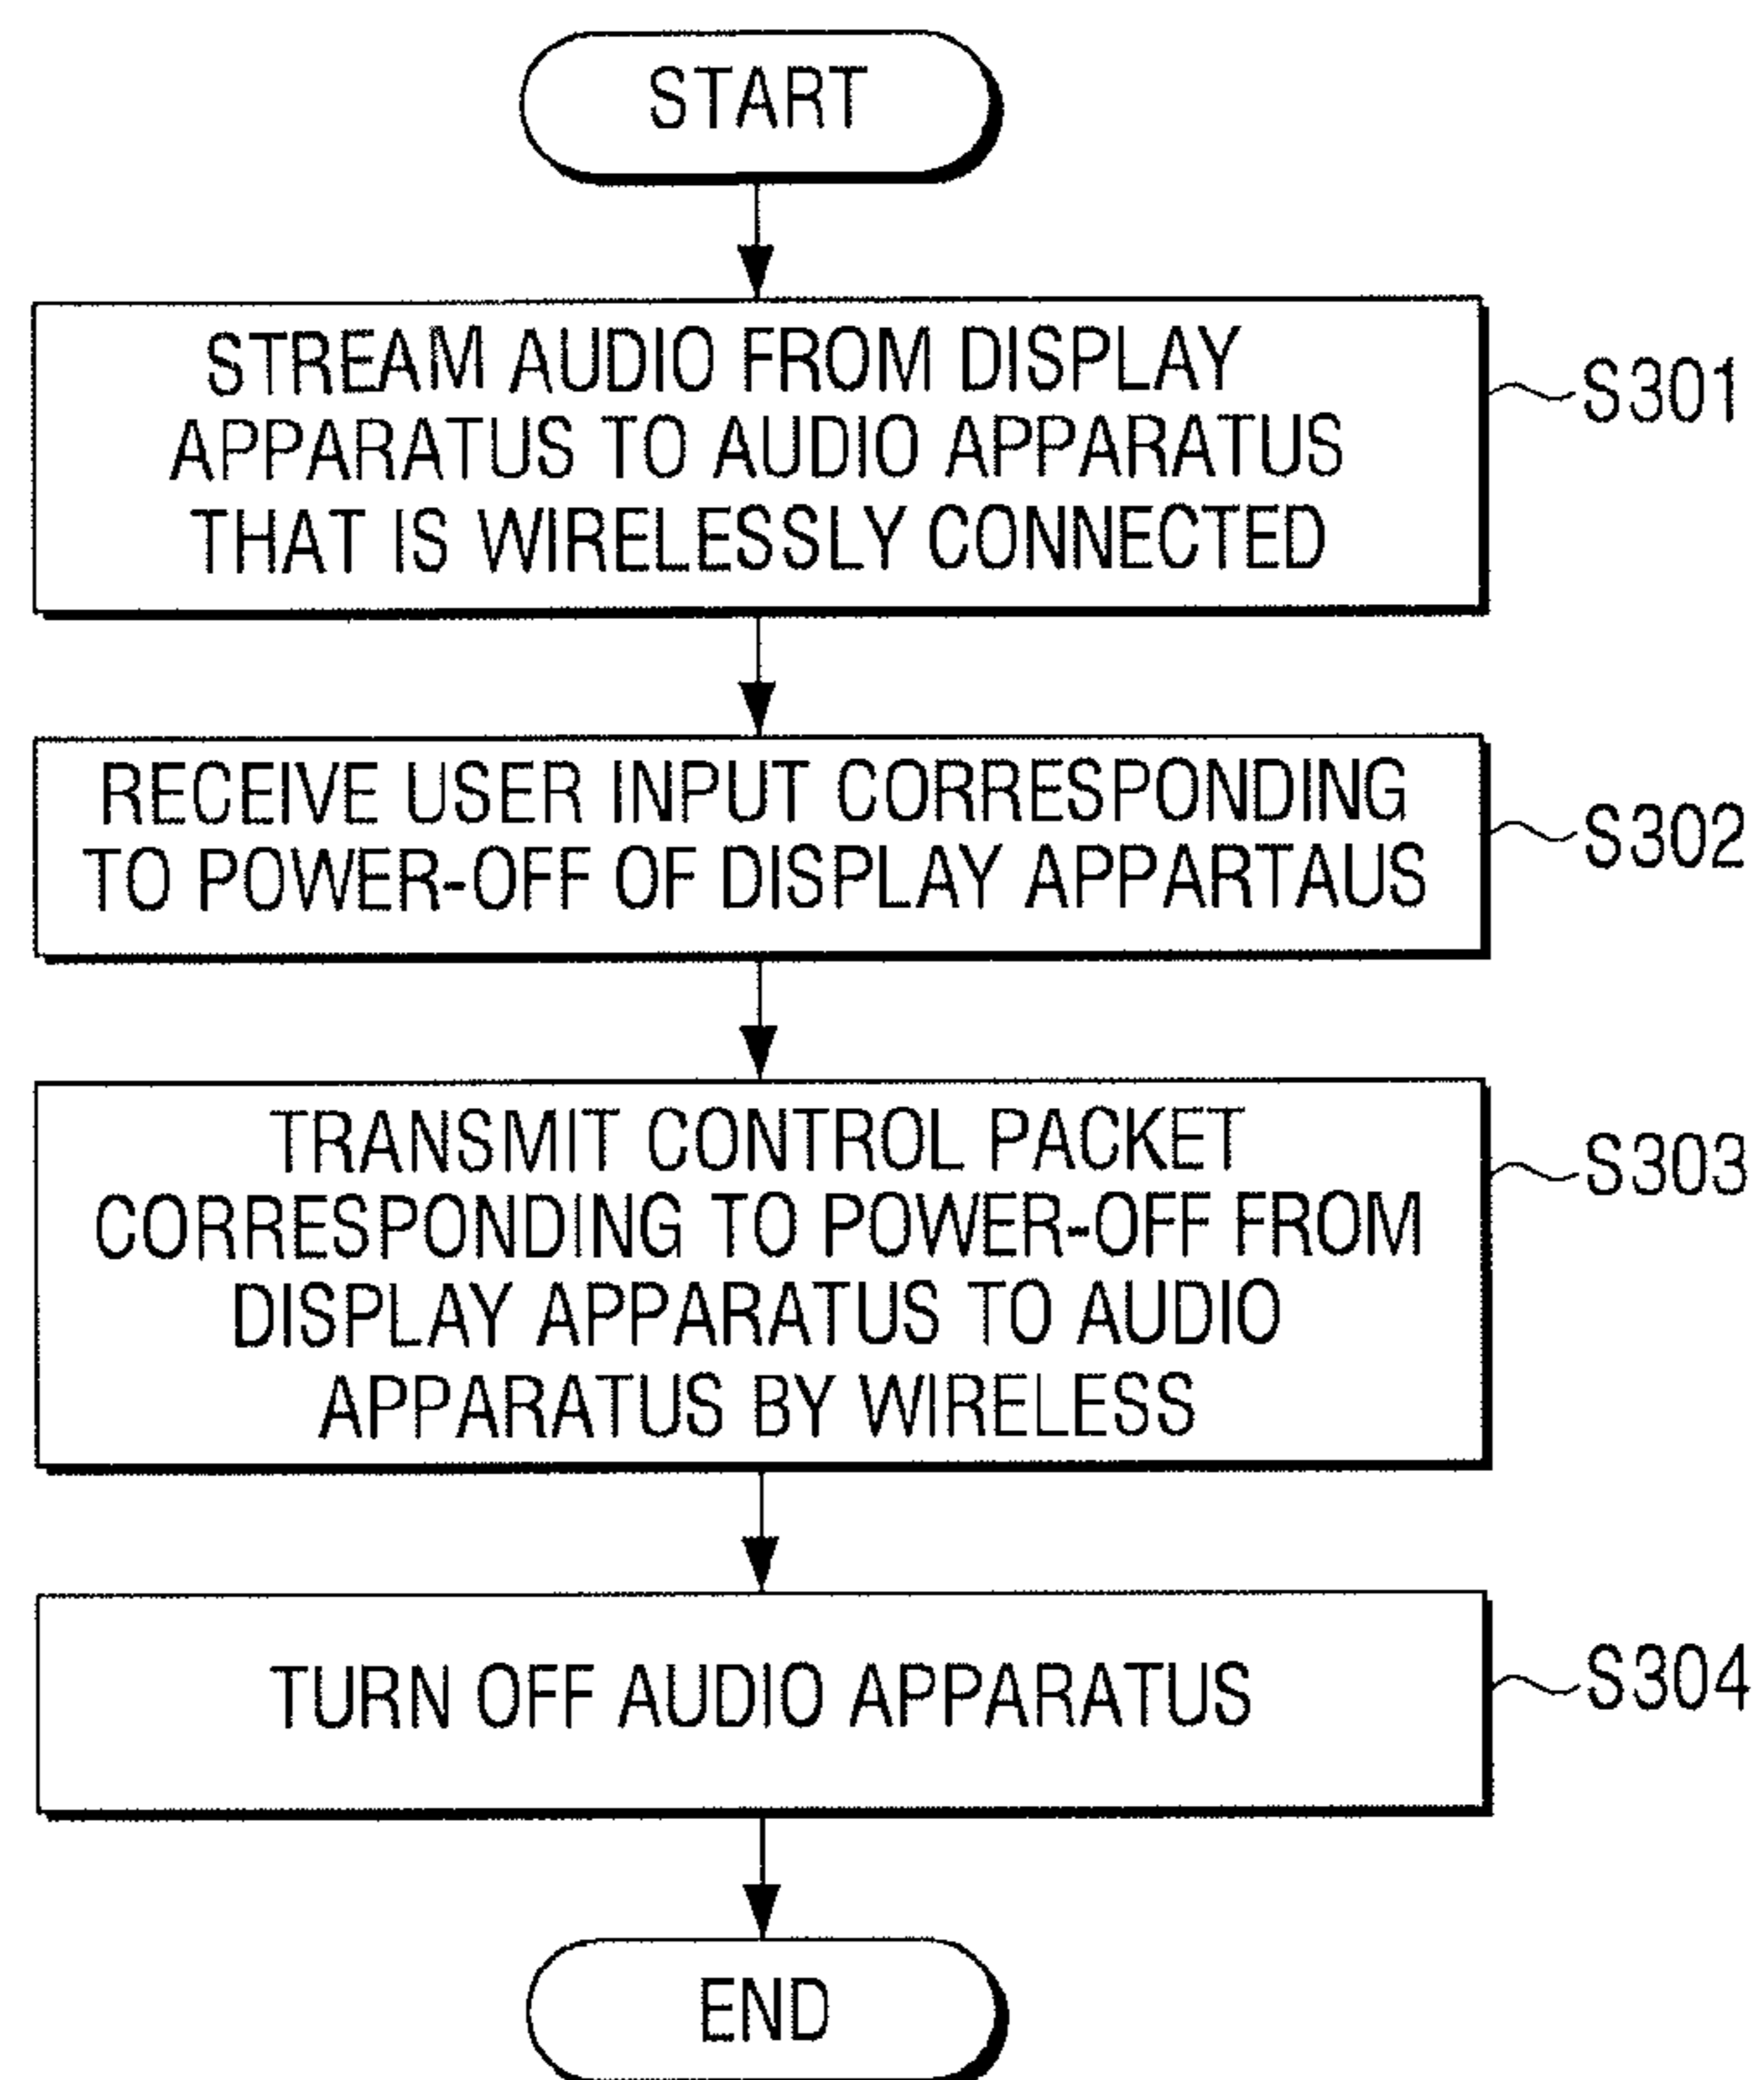 START
STREAM AUDIO FROM DISPLAY
APPARATUS TO AUDIO APPARATUS
THAT IS WIRELESSLY CONNECTED
S301
RECEIVE USER INPUT CORRESPONDING
TO POWER-OFF OF DISPLAY APPARTAUS
S302
TRANSMIT CONTROL PACKET
CORRESPONDING TO POWER-OFF FROM
DISPLAY APPARATUS TO AUDIO
APPARATUS BY WIRELESS
S303
TURN OFF AUDIO APPARATUS
S304
END